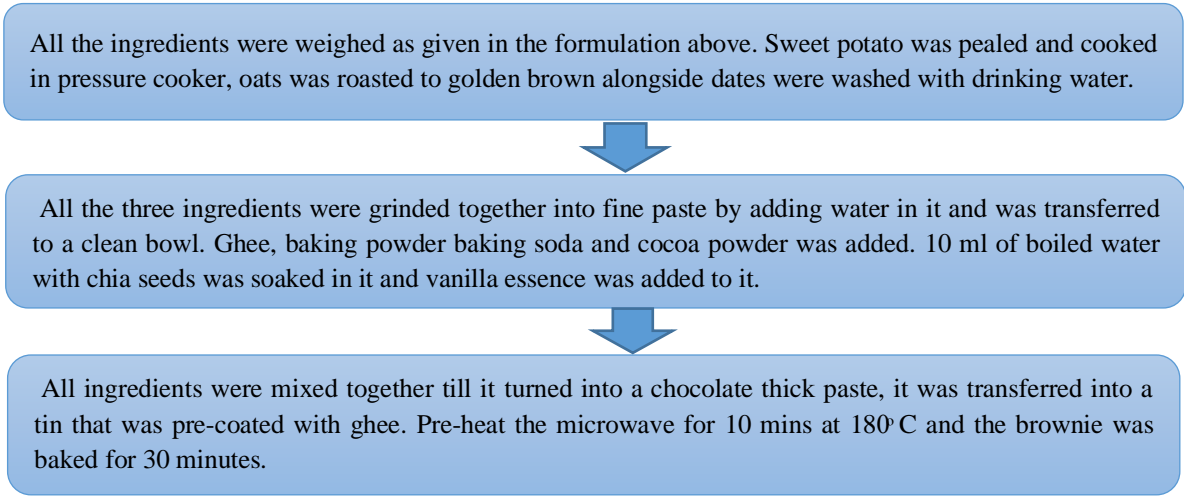 All the ingredients were weighed as given in the formulation above. Sweet potato was pealed and cooked
in pressure cooker, oats was roasted to golden brown alongside dates were washed with drinking water.
All the three ingredients were grinded together into fine paste by adding water in it and was transferred
to a clean bowl. Ghee, baking powder baking soda and cocoa powder was added. 10 ml of boiled water
with chia seeds was soaked in it and vanilla essence was added to it.
All ingredients were mixed together till it turned into a chocolate thick paste, it was transferred into a
tin that was pre-coated with ghee. Pre-heat the microwave for 10 mins at 180° C and the brownie was
baked for 30 minutes.